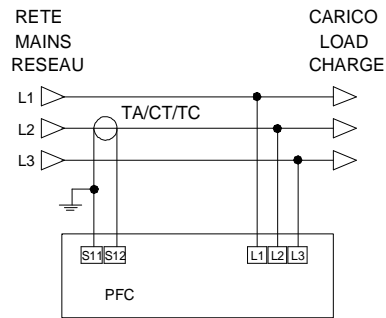 RETE CARICO
MAINS LOAD
RESEAU CHARGE
L1
TA/CT/TC
L2
L3
S11 S12 L1 L2 L3
PFC